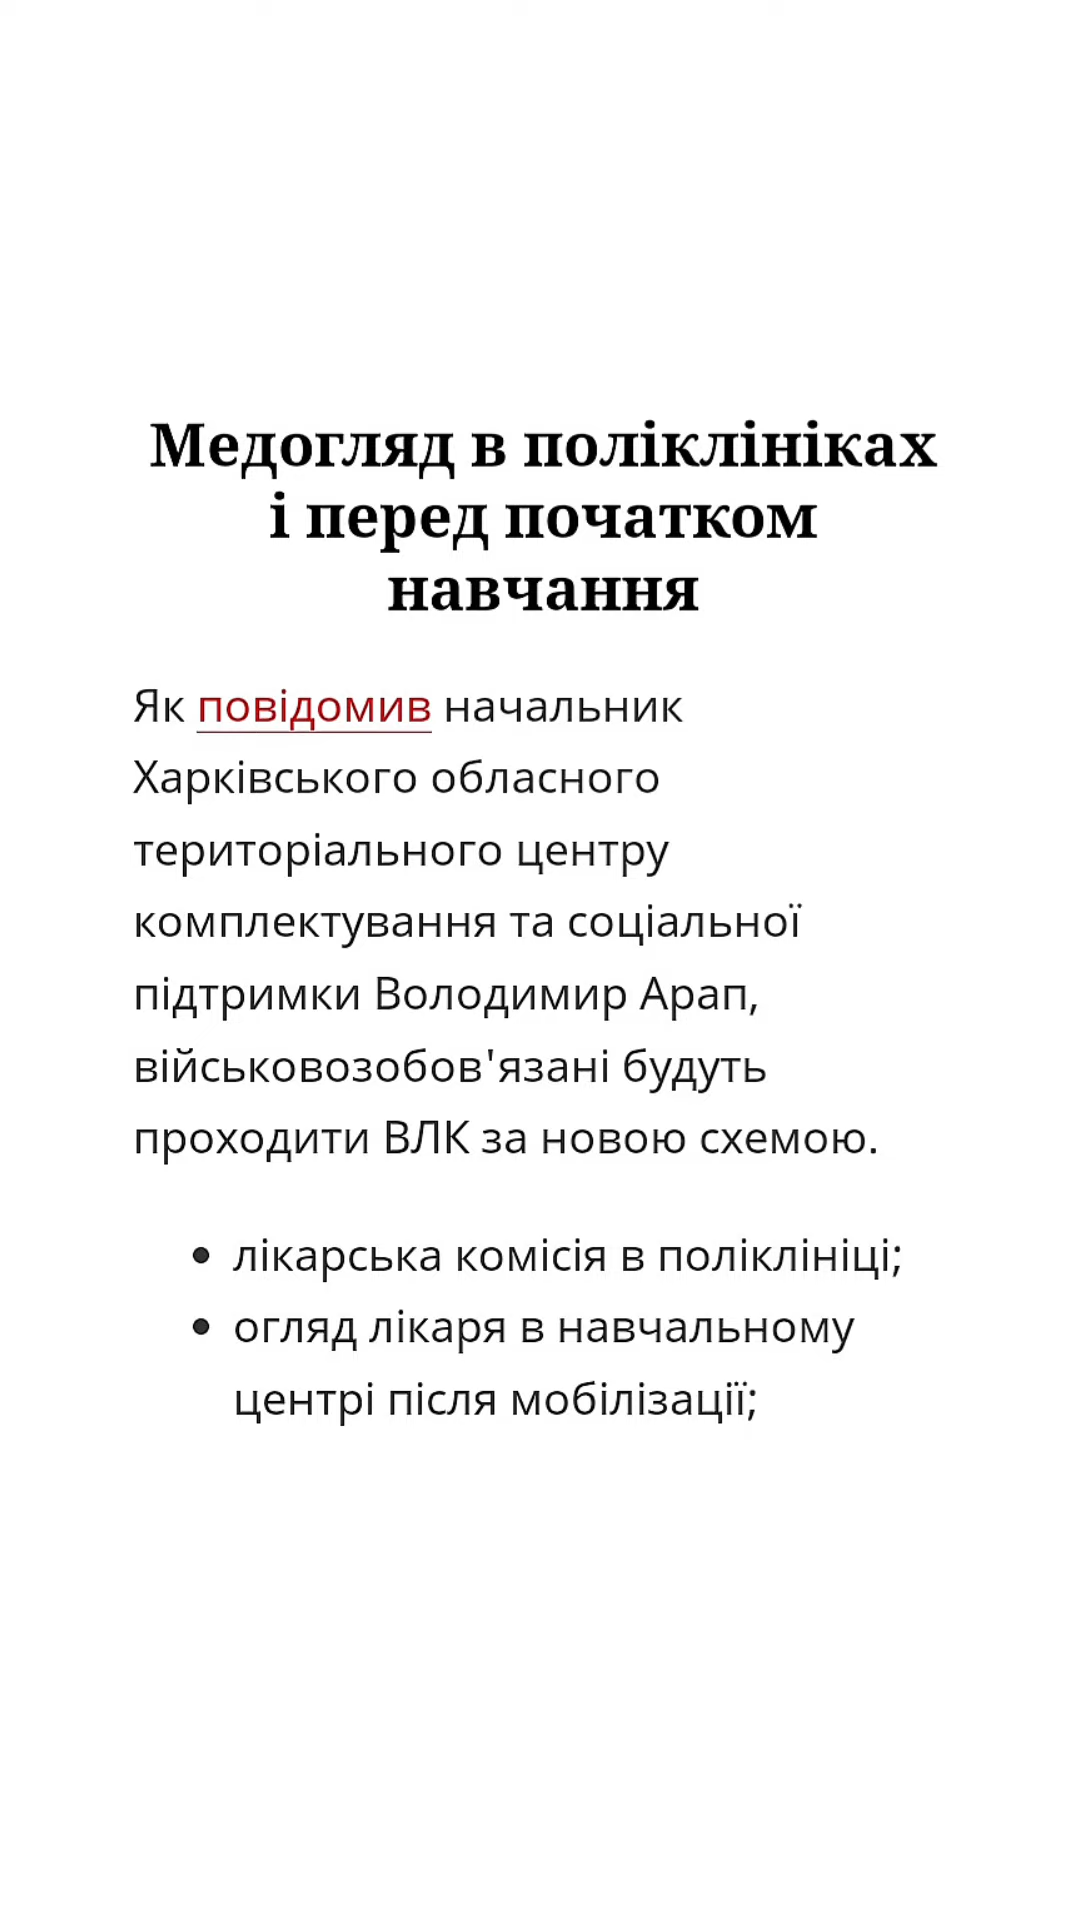 Медогляд в поліклініках
і перед початком
навчання
Як повідомив начальник
Харківського обласного
територіального центру
комплектування та соціальної
підтримки Володимир Арап,
військовозобов'язані будуть
проходити ВЛК за новою схемою.
• лікарська комісія в поліклініці;
• огляд лікаря в навчальному
центрі після мобілізації;